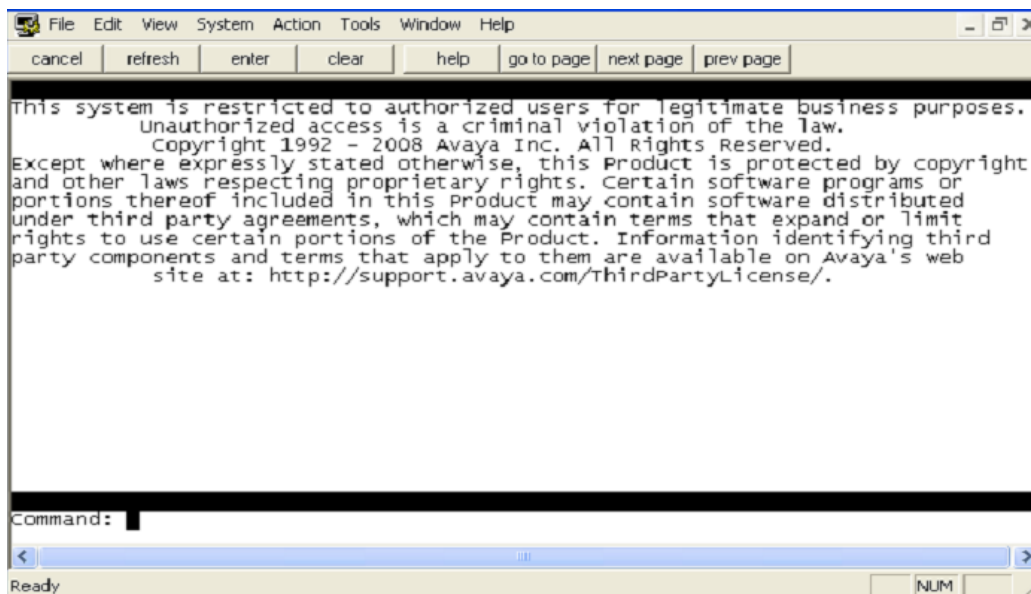 File Edit View System Action Tools Window Help
cancel refresh enter clear help go to page next page prev page
This system is restricted to authorized users for legitimate business purposes.
Unauthorized access is a criminal violation of the law.
Copyright 1992 - 2008 Avaya Inc. All Rights Reserved.
Except where expressly stated otherwise, this Product is protected by copyright
and other laws respecting proprietary rights. Certain software programs or
portions thereof included in this Product may contain software distributed
under third party agreements, which may contain terms that expand or limit
rights to use certain portions of the Product. Information identifying third
party components and terms that apply to them are available on Avaya's web
site at: http://support.avaya.com/ThirdPartyLicense/.
Command:
Ready NUM